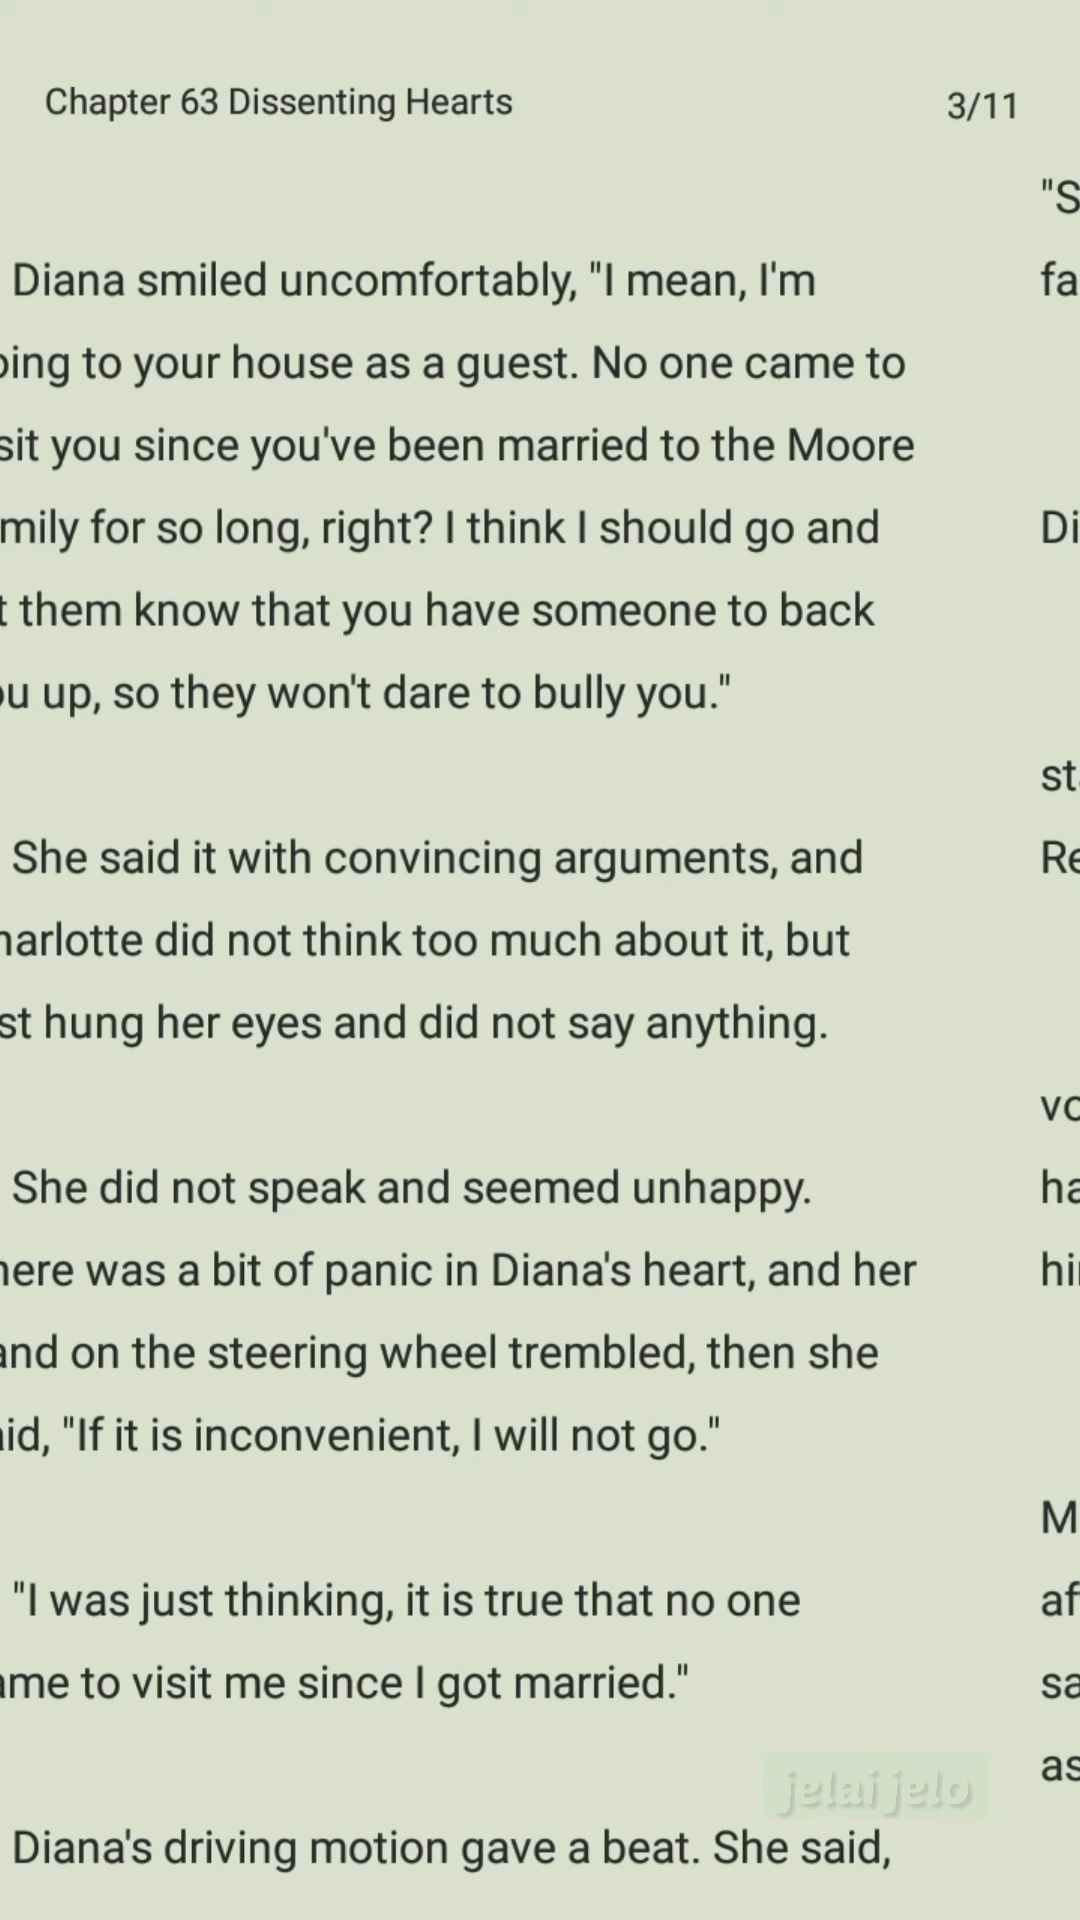 Chapter 63 Dissenting Hearts
3/11
Diana smiled uncomfortably, "I mean, I'm
oing to your house as a guest. No one came to
sit you since you've been married to the Moore
mily for so long, right? I think I should go and
t them know that you have someone to back
ou up, so they won't dare to bully you."
She said it with convincing arguments, and
harlotte did not think too much about it, but
st hung her eyes and did not say anything.
She did not speak and seemed unhappy.
here was a bit of panic in Diana's heart, and her
and on the steering wheel trembled, then she
aid, "If it is inconvenient, I will not go."
"I was just thinking, it is true that no one
ame to visit me since I got married."
Diana's driving motion gave a beat. She said,
"S
fa
Di
sta
Re
vo
ha
hi
M
af
sa
as
jelai jelo